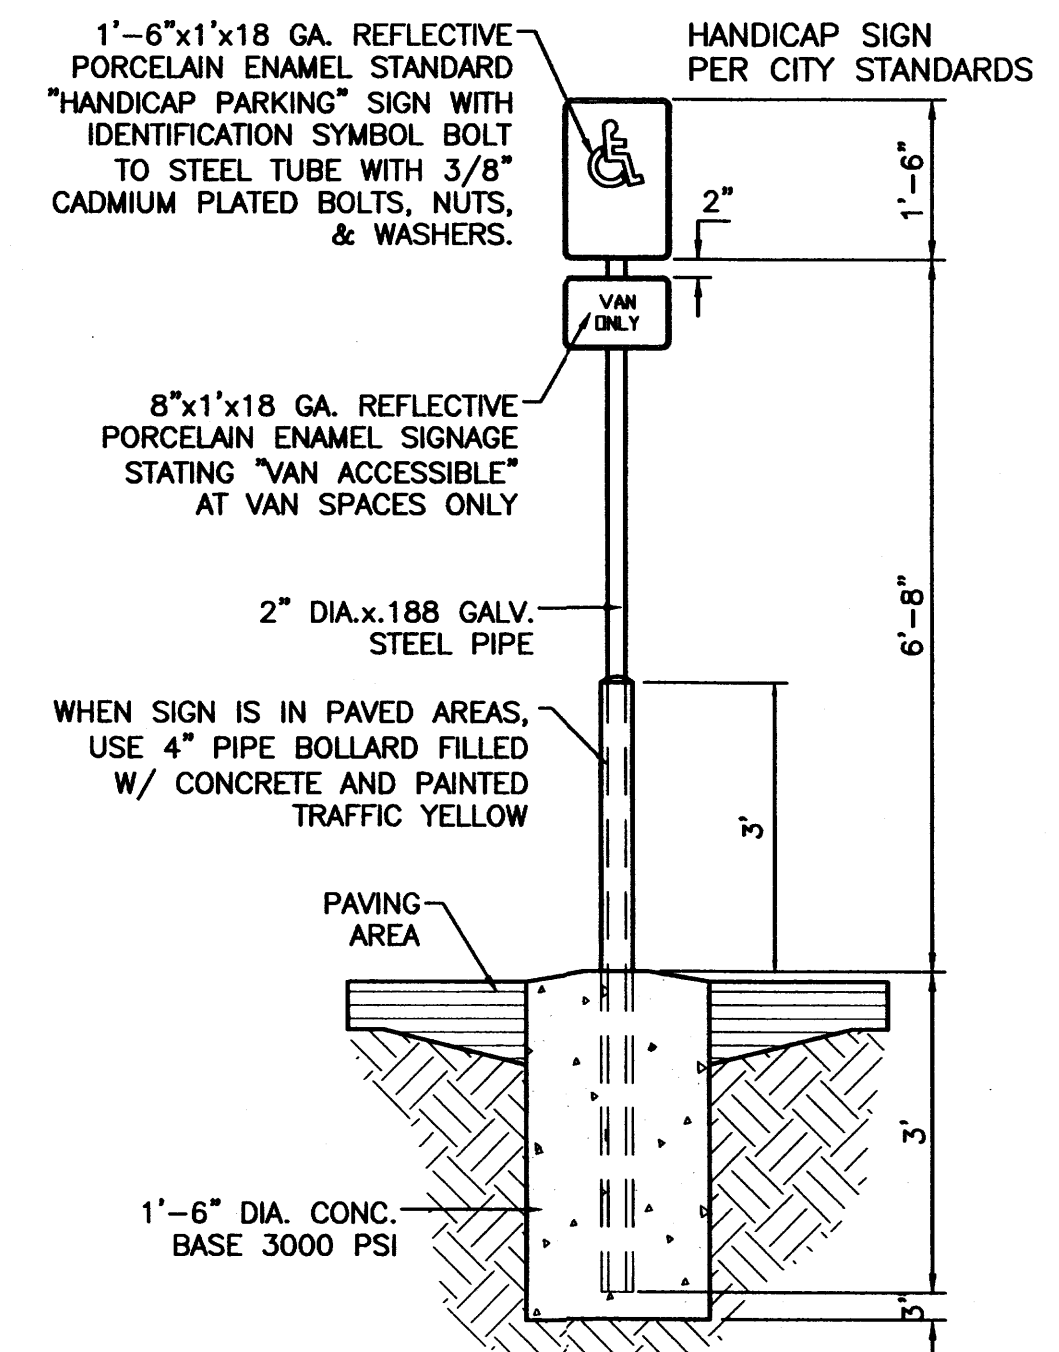 1'-6"x1'x18 GA. REFLECTIVE
PORCELAIN ENAMEL STANDARD
"HANDICAP PARKING" SIGN WITH
IDENTIFICATION SYMBOL BOLT
TO STEEL TUBE WITH 3/8"
CADMIUM PLATED BOLTS, NUTS,
& WASHERS.
HANDICAP SIGN
PER CITY STANDARDS
1'-6"
2"
VAN
ONLY
8"x1'x18 GA. REFLECTIVE
PORCELAIN ENAMEL SIGNAGE
STATING "VAN ACCESSIBLE"
AT VAN SPACES ONLY
6'-8"
2" DIA.x.188 GALV.
STEEL PIPE
WHEN SIGN IS IN PAVED AREAS,
USE 4" PIPE BOLLARD FILLED
W/ CONCRETE AND PAINTED
TRAFFIC YELLOW
3'
PAVING
AREA
3'
1'-6" DIA. CONC.
BASE 3000 PSI
3"